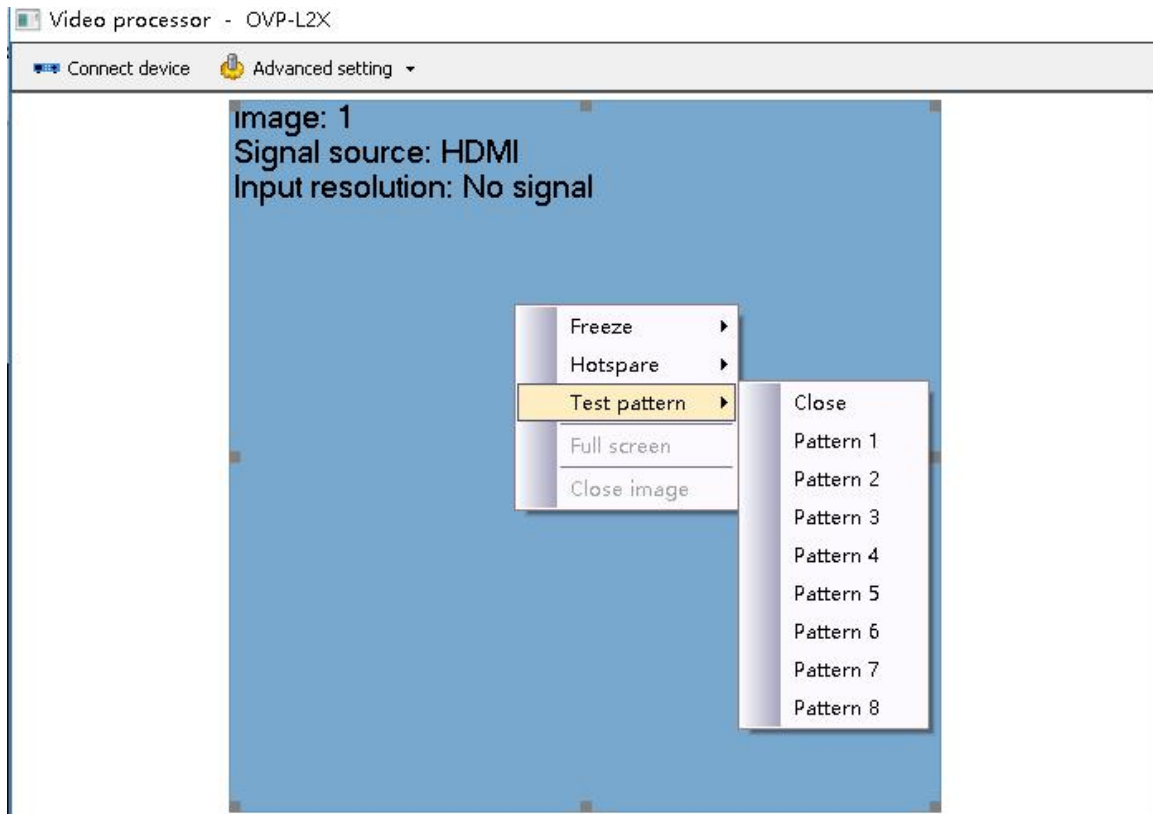 Video processor - OVP-L2X
Connect device Advanced setting
Image: 1
Signal source: HDMI
Input resolution: No signal
Freeze
Hotspare
Test pattern
Full screen
Close image
Close
Pattern 1
Pattern 2
Pattern 3
Pattern 4
Pattern 5
Pattern 6
Pattern 7
Pattern 8